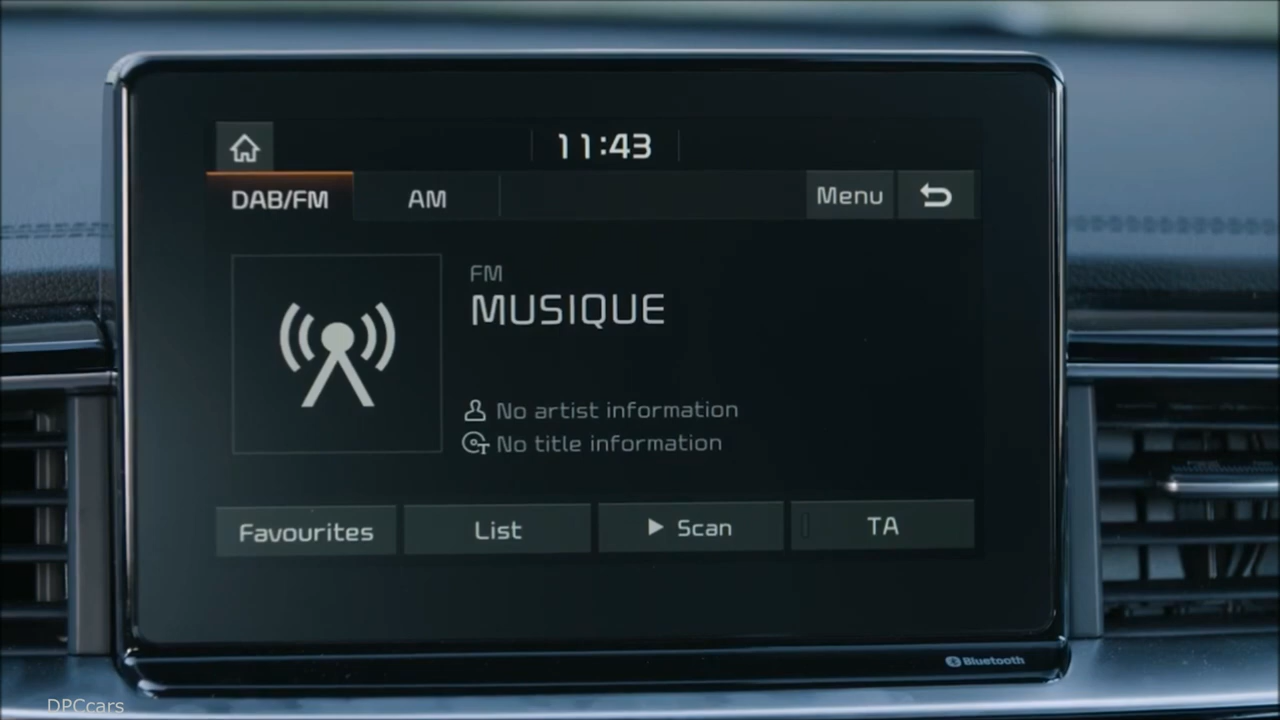 11:43
DAB/FM AM Menu
FM
MUSIQUE
No artist information
No title information
Favourites List Scan TA
Bluetooth
DPCcars